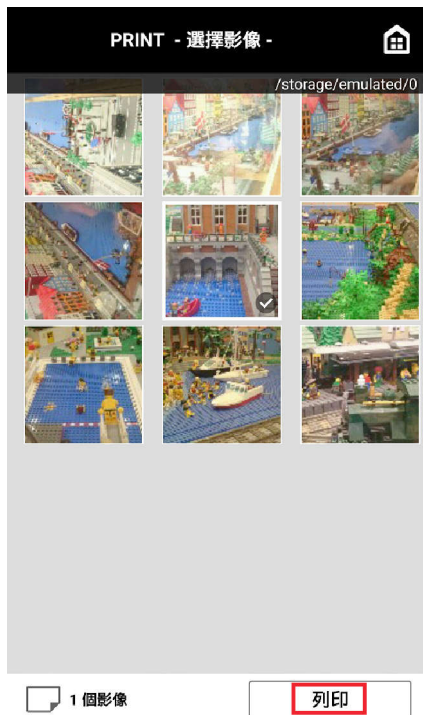 PRINT - 選擇影像 -
/storage/emulated/0
1 個影像
列印